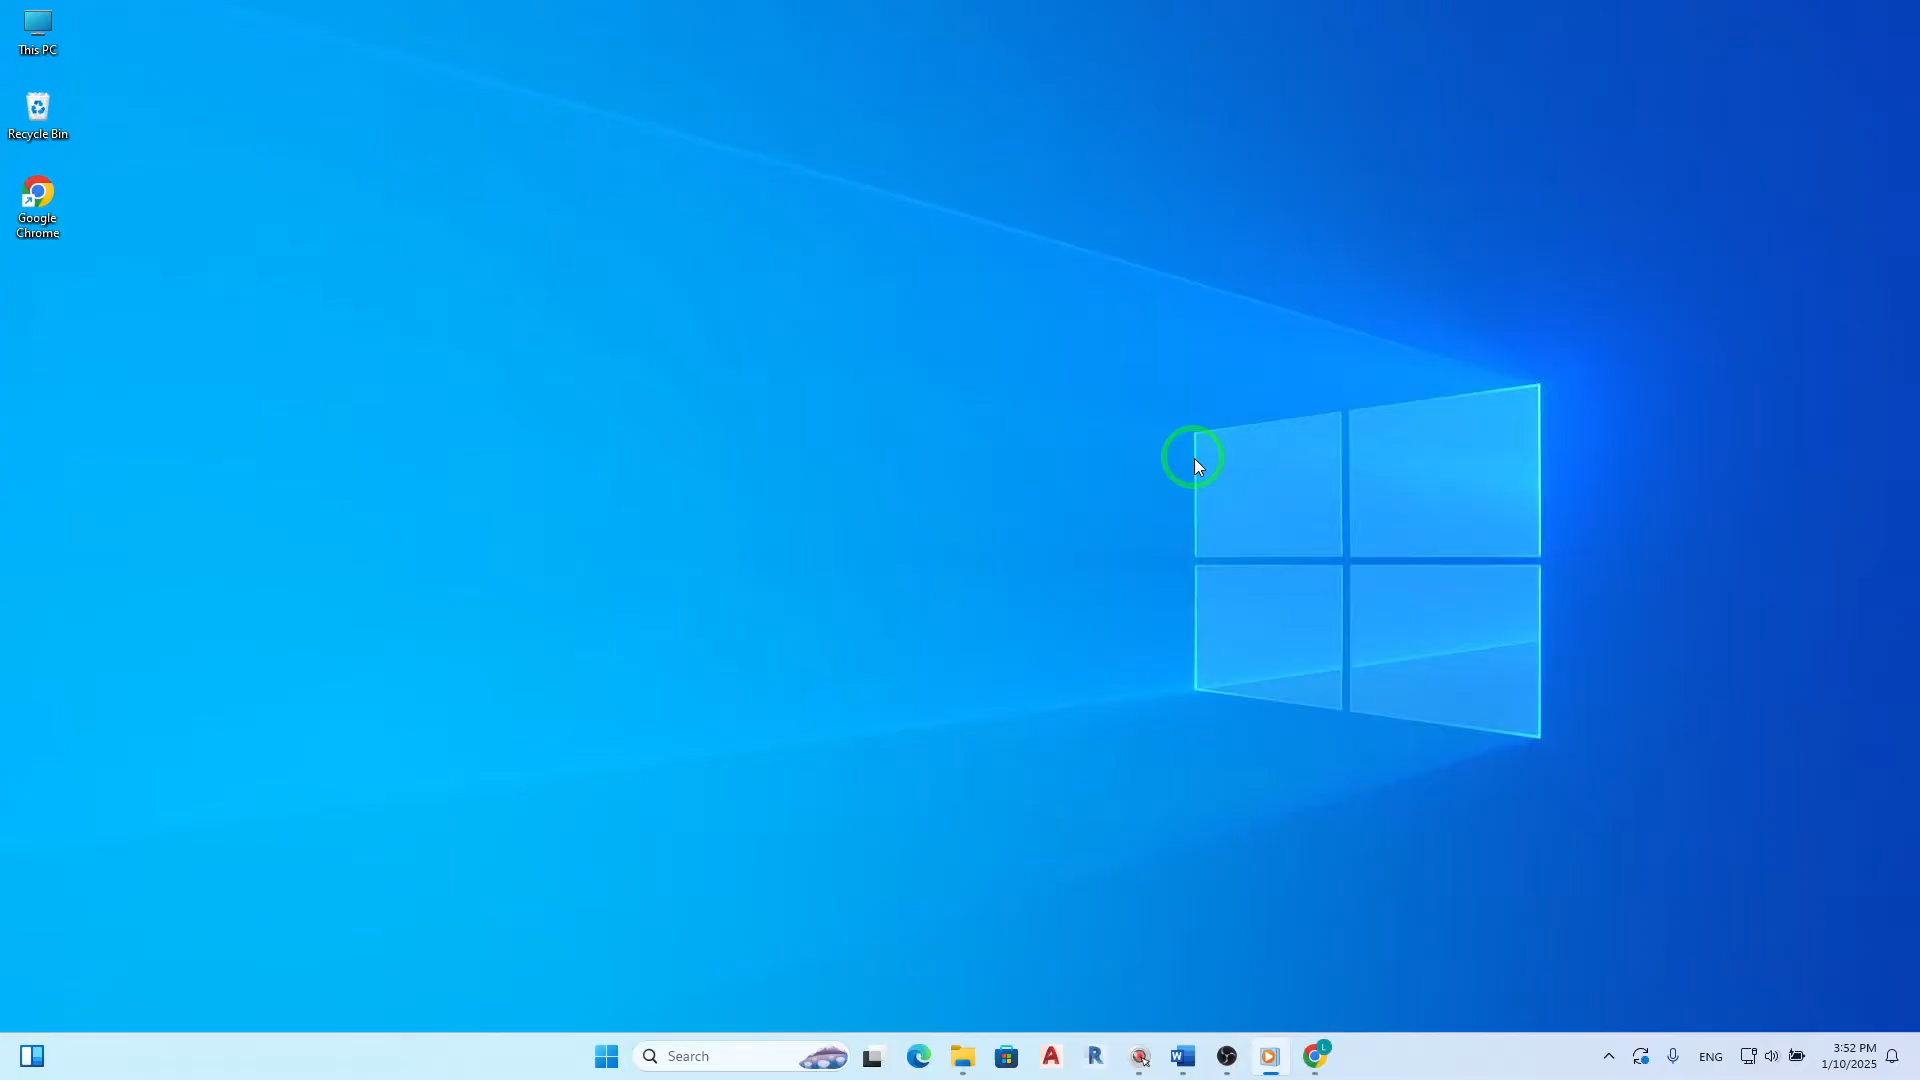 This PC
Recycle Bin
Google
Chrome
Search
L
ENG
3:52 PM
1/10/2025